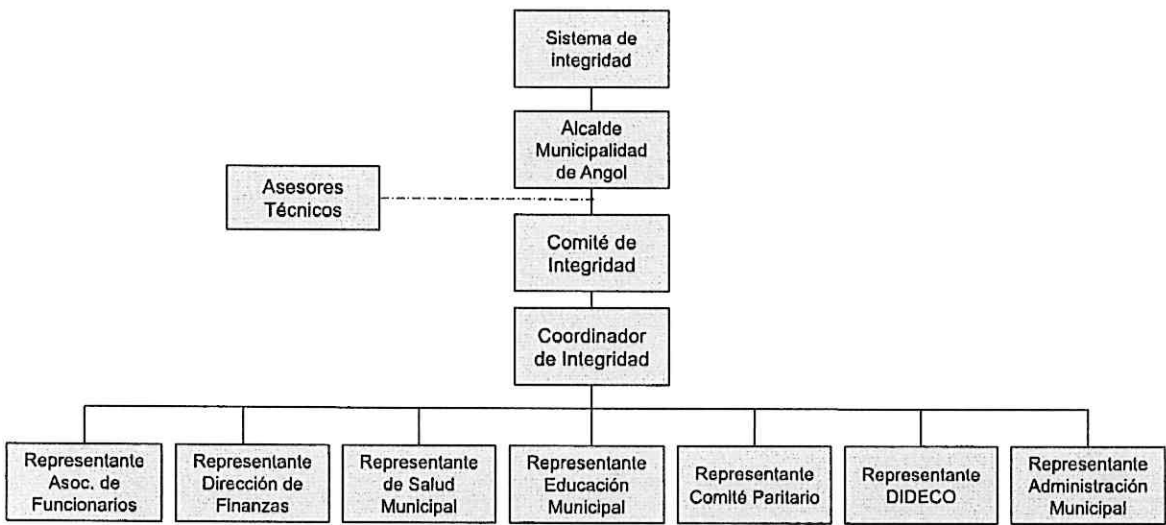 Sistema de
integridad
Alcalde
Municipalidad
de Angol
Asesores
Técnicos
Comité de
Integridad
Coordinador
de Integridad
Representante
Asoc. de
Funcionarios
Representante
Dirección de
Finanzas
Representante
de Salud
Municipal
Representante
Educación
Municipal
Representante
Comité Paritario
Representante
DIDECO
Representante
Administración
Municipal